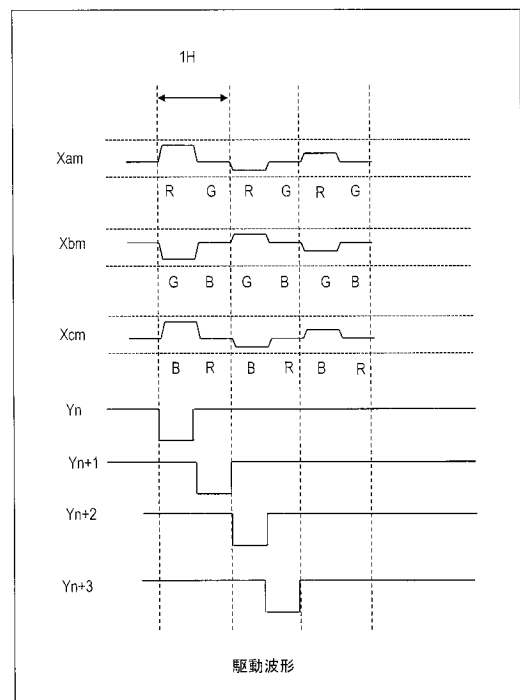 1H
Xam
R G R G R G
Xbm
G B G B G B
Xcm
B R B R B R
Yn
Yn+1
Yn+2
Yn+3
駆動波形